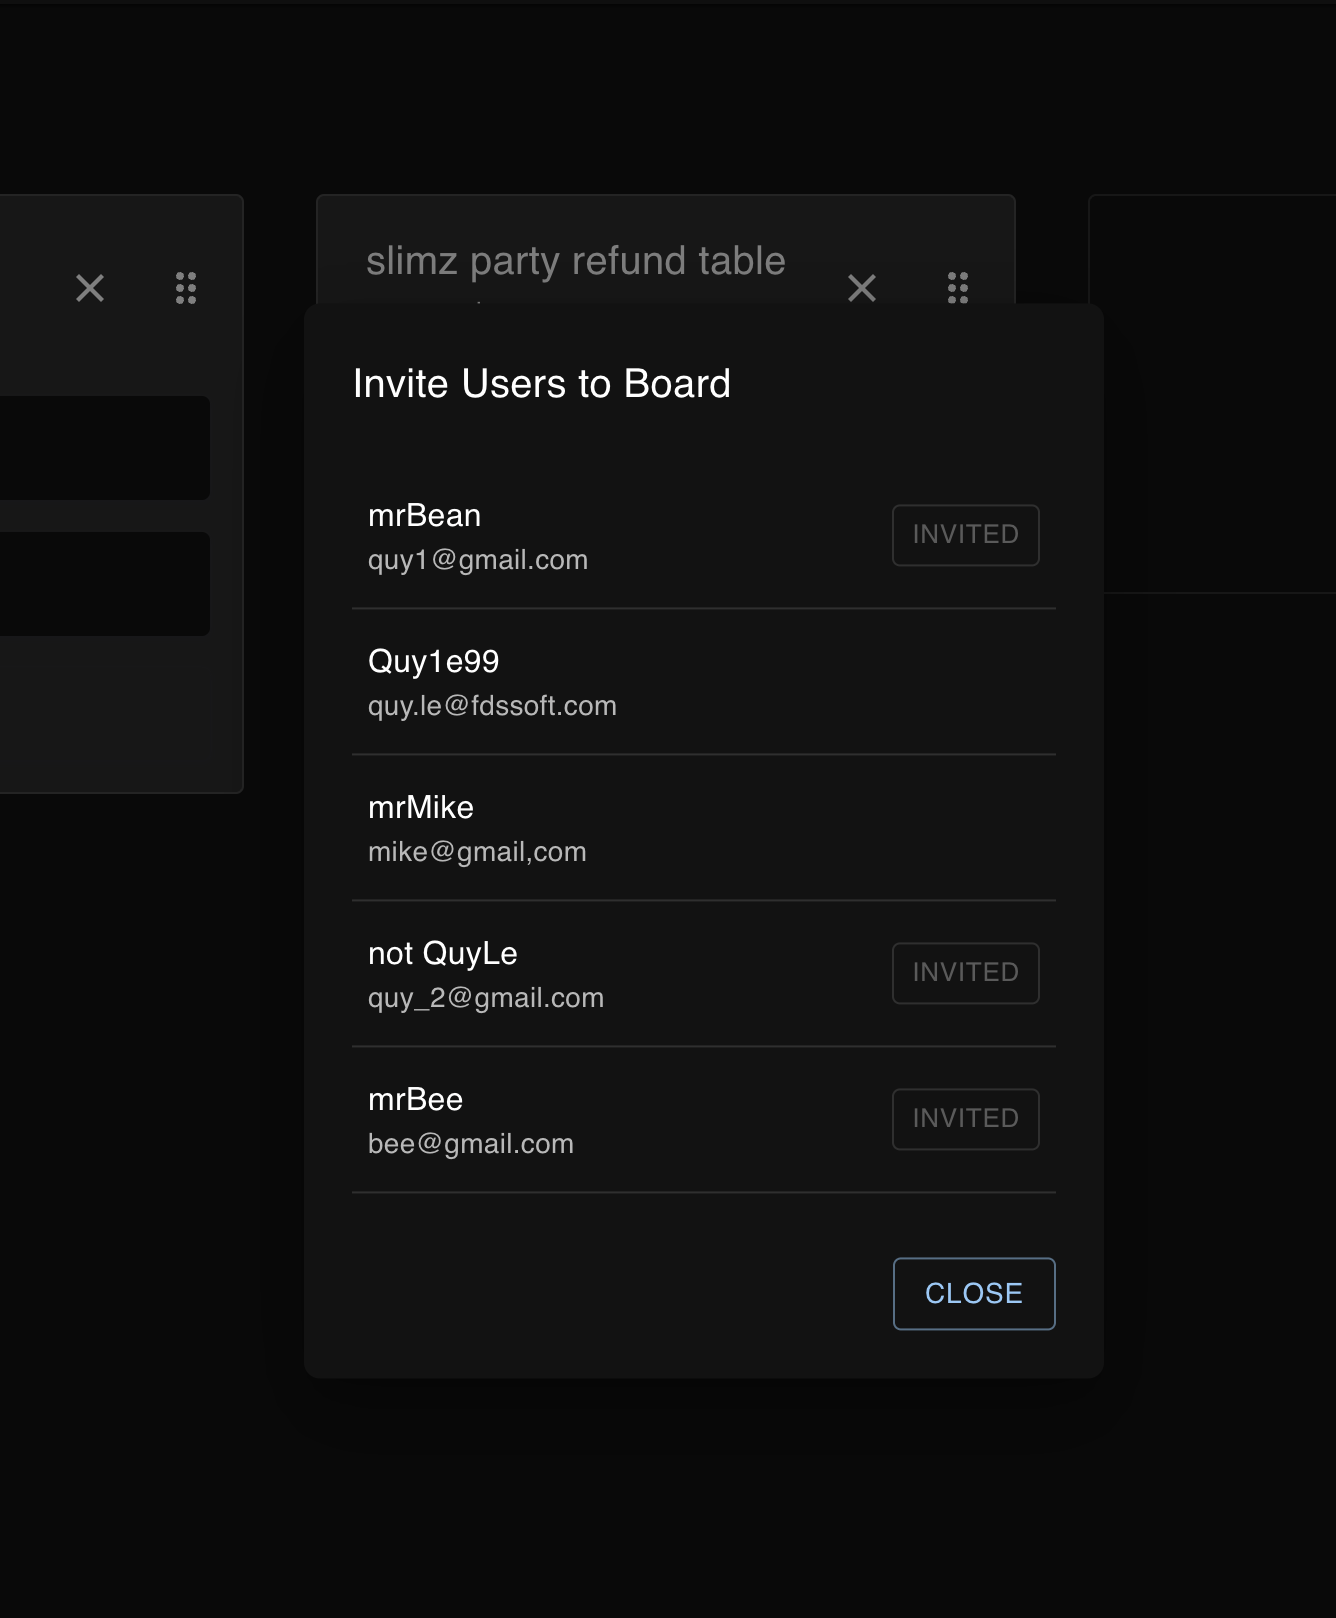 slimz party refund table
Invite Users to Board
mrBean
quy1@gmail.com
INVITED
Quy1e99
quy.le@fdssoft.com
mrMike
mike@gmail,com
not QuyLe
quy_2@gmail.com
INVITED
mrBee
bee@gmail.com
INVITED
CLOSE